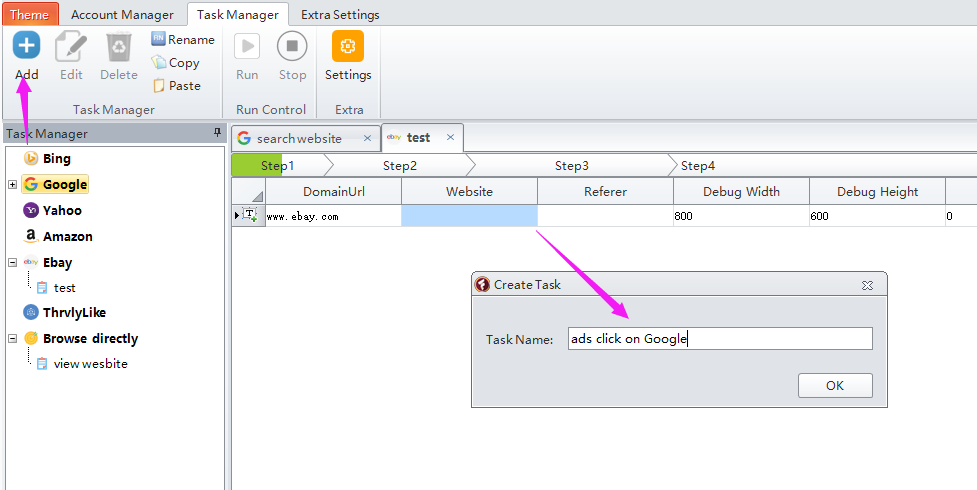 Theme Account Manager Task Manager Extra Settings
Add Edit Delete RN Rename Copy Paste Run Stop Settings
Task Manager Run Control Extra
Task Manager
search website test
Bing
Step1 Step2 Step3 Step4
Google
DomainUrl Website Referer Debug Width Debug Height
Yahoo
www.ebay.com 800 600 0
Amazon
Ebay
test
ThrvlyLike
Browse directly
view wesbite
Create Task
Task Name: ads click on Google
OK